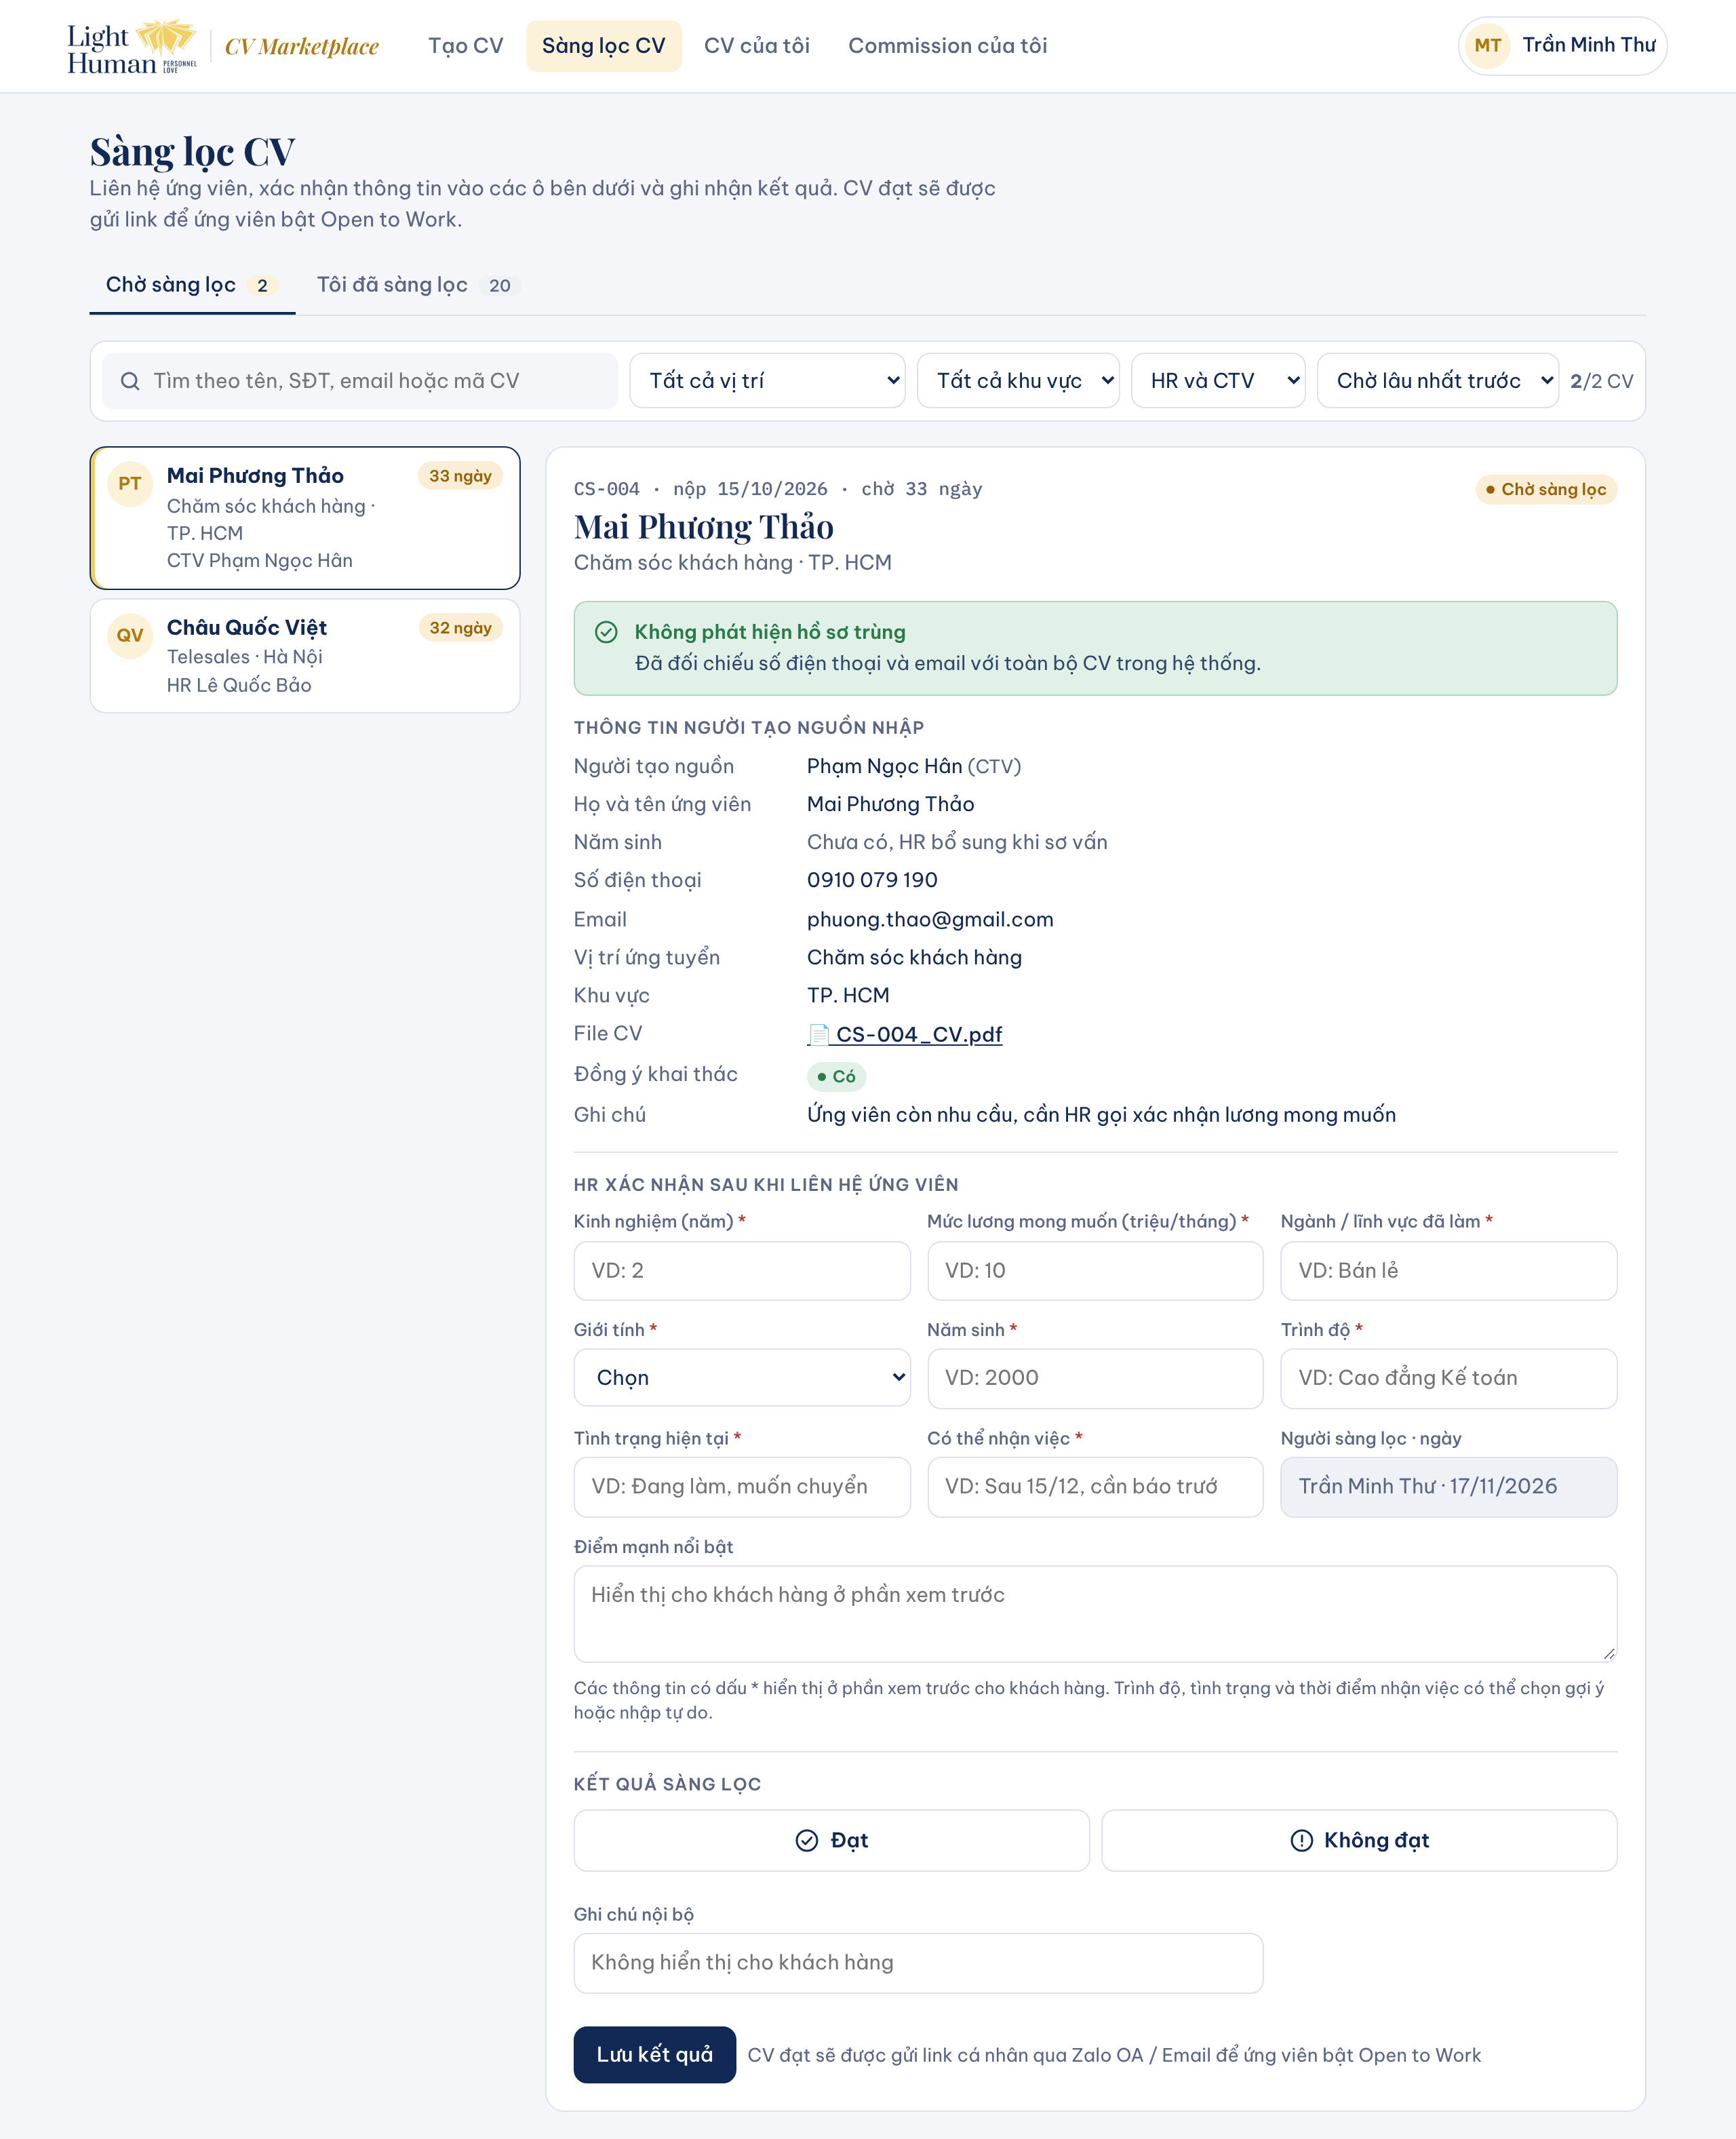 Light
Human
PERSONNEL
LOVE
CV Marketplace
Tạo CV
Sàng lọc CV
CV của tôi
Commission của tôi
MT
Trần Minh Thư
Sàng lọc CV
Liên hệ ứng viên, xác nhận thông tin vào các ô bên dưới và ghi nhận kết quả. CV đạt sẽ được
gửi link để ứng viên bật Open to Work.
Chờ sàng lọc 2
Tôi đã sàng lọc 20
Tìm theo tên, SĐT, email hoặc mã CV
Tất cả vị trí
Tất cả khu vực
HR và CTV
Chờ lâu nhất trước
2/2 CV
PT
Mai Phương Thảo
33 ngày
Chăm sóc khách hàng ·
TP. HCM
CTV Phạm Ngọc Hân
QV
Châu Quốc Việt
32 ngày
Telesales · Hà Nội
HR Lê Quốc Bảo
CS-004 · nộp 15/10/2026 · chờ 33 ngày
Chờ sàng lọc
Mai Phương Thảo
Chăm sóc khách hàng · TP. HCM
Không phát hiện hồ sơ trùng
Đã đối chiếu số điện thoại và email với toàn bộ CV trong hệ thống.
THÔNG TIN NGƯỜI TẠO NGUỒN NHẬP
Người tạo nguồn Phạm Ngọc Hân (CTV)
Họ và tên ứng viên Mai Phương Thảo
Năm sinh Chưa có, HR bổ sung khi sơ vấn
Số điện thoại 0910 079 190
Email phuong.thao@gmail.com
Vị trí ứng tuyển Chăm sóc khách hàng
Khu vực TP. HCM
File CV CS-004_CV.pdf
Đồng ý khai thác Có
Ghi chú Ứng viên còn nhu cầu, cần HR gọi xác nhận lương mong muốn
HR XÁC NHẬN SAU KHI LIÊN HỆ ỨNG VIÊN
Kinh nghiệm (năm) *
Mức lương mong muốn (triệu/tháng) *
Ngành / lĩnh vực đã làm *
VD: 2
VD: 10
VD: Bán lẻ
Giới tính *
Năm sinh *
Trình độ *
Chọn
VD: 2000
VD: Cao đẳng Kế toán
Tình trạng hiện tại *
Có thể nhận việc *
Người sàng lọc · ngày
VD: Đang làm, muốn chuyển
VD: Sau 15/12, cần báo trướ
Trần Minh Thư · 17/11/2026
Điểm mạnh nổi bật
Hiển thị cho khách hàng ở phần xem trước
Các thông tin có dấu * hiển thị ở phần xem trước cho khách hàng. Trình độ, tình trạng và thời điểm nhận việc có thể chọn gợi ý
hoặc nhập tự do.
KẾT QUẢ SÀNG LỌC
Đạt
Không đạt
Ghi chú nội bộ
Không hiển thị cho khách hàng
Lưu kết quả
CV đạt sẽ được gửi link cá nhân qua Zalo OA / Email để ứng viên bật Open to Work